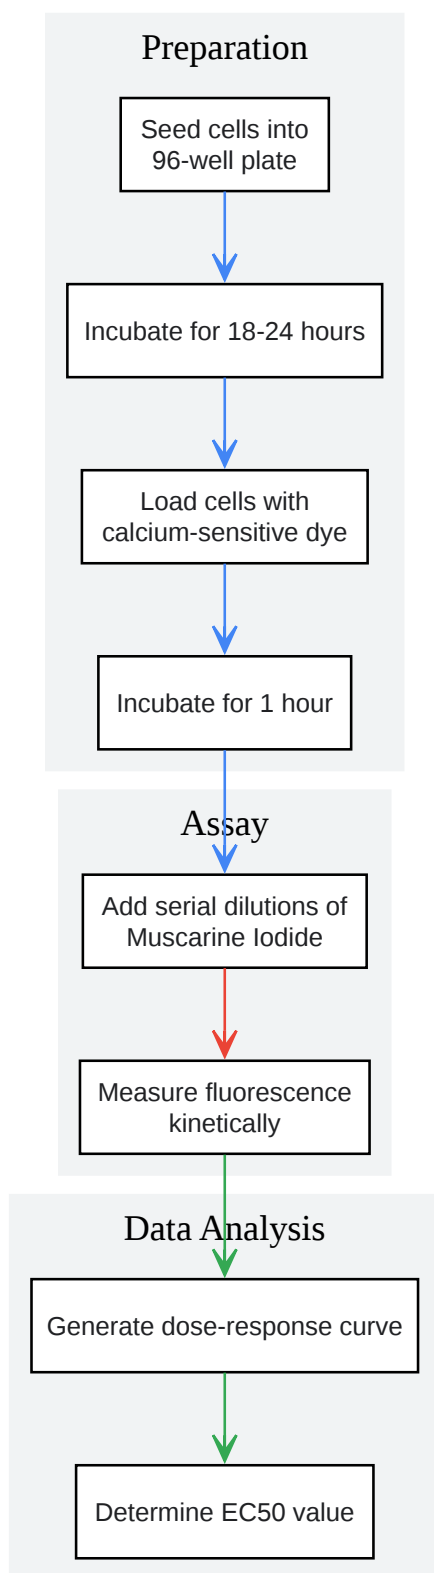 Preparation
Seed cells into
96-well plate
Incubate for 18-24 hours
Load cells with
calcium-sensitive dye
Incubate for 1 hour
Assay
Add serial dilutions of
Muscarine Iodide
Measure fluorescence
kinetically
Data Analysis
Generate dose-response curve
Determine EC50 value